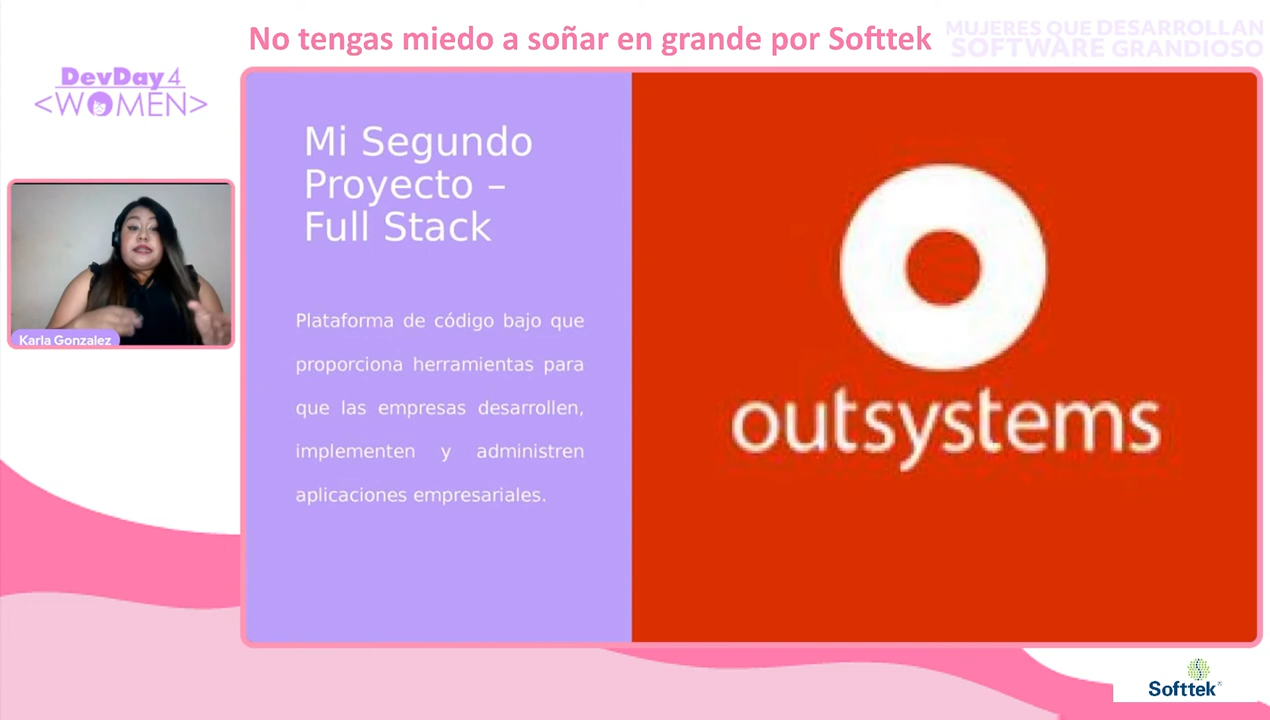 No tengas miedo a soñar en grande por Softtek
MUJERES QUE DESARROLLAN
SOFTWARE GRANDIOSO
DevDay4
<WOMEN>
Karla Gonzalez
Mi Segundo
Proyecto –
Full Stack
Plataforma de código bajo que
proporciona herramientas para
que las empresas desarrollen,
implementen y administren
aplicaciones empresariales.
outsystems
Softtek